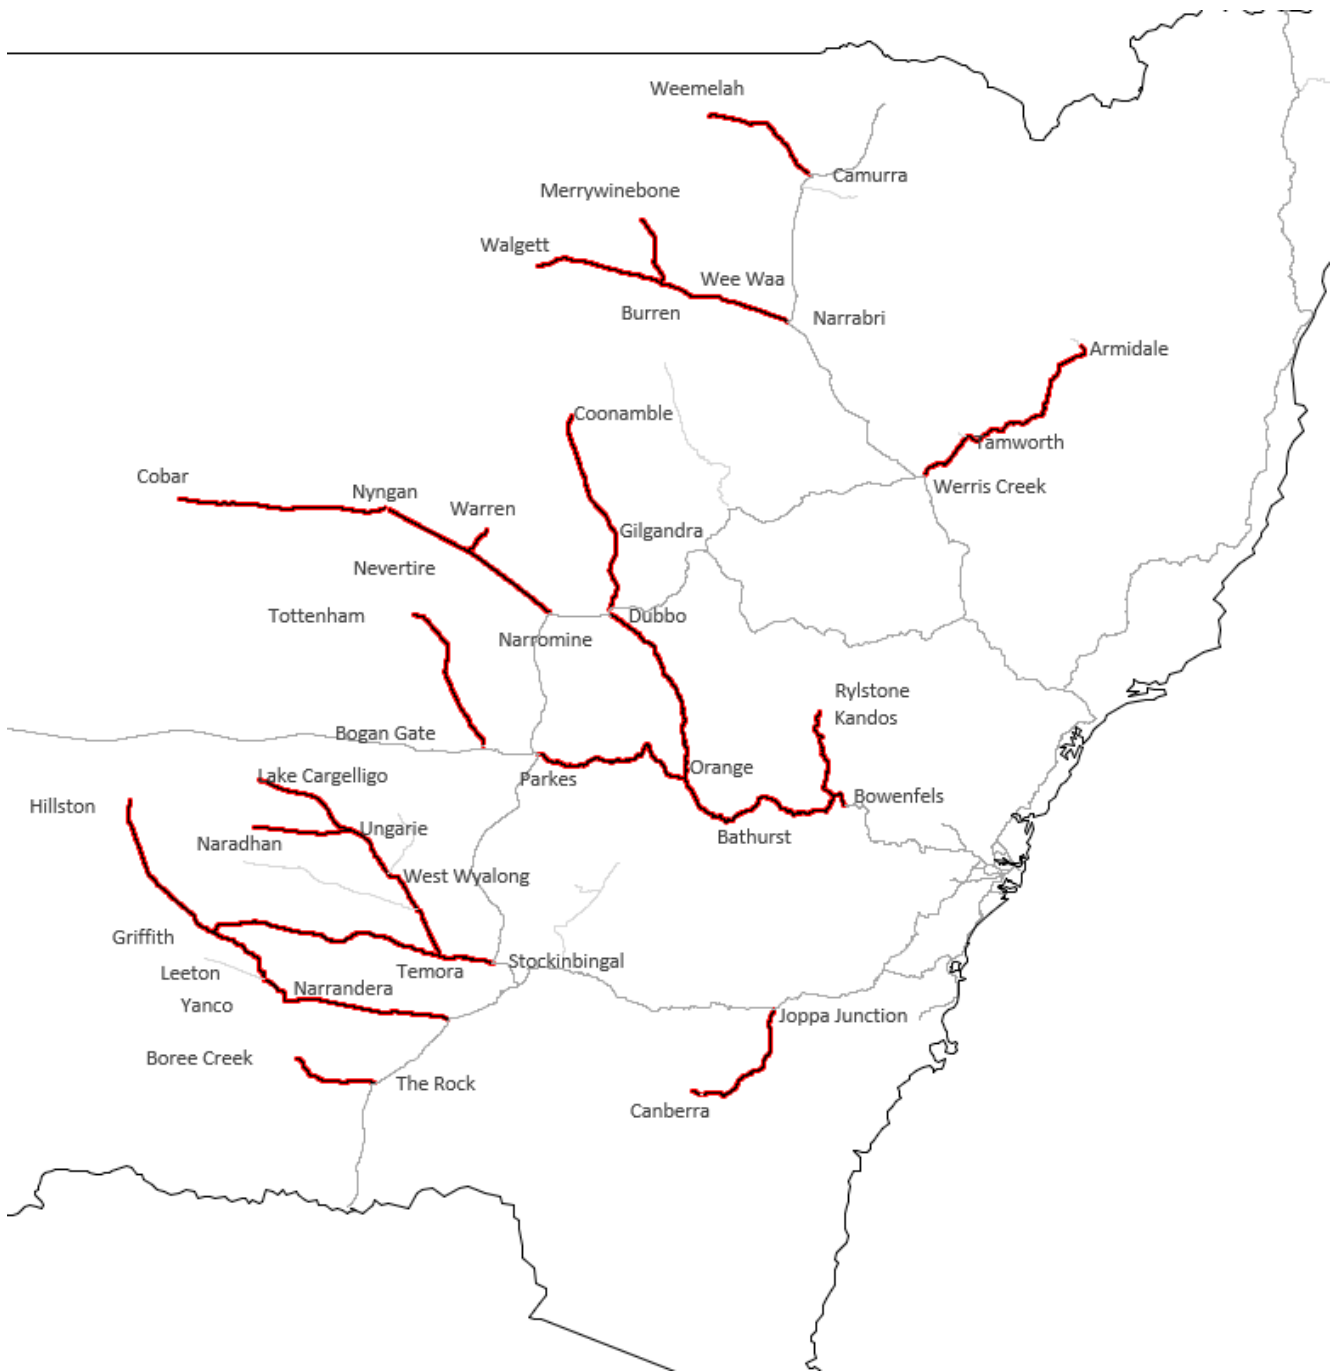 Weemelah
Camurra
Merrywinebone
Walgett
Wee Waa
Burren
Narrabri
Armidale
Coonamble
Tamworth
Cobar
Nyngan
Werris Creek
Warren
Gilgandra
Nevertire
Tottenham
Dubbo
Narromine
Rylstone
Kandos
Bogan Gate
Orange
Lake Cargelligo
Parkes
Hillston
Bowenfels
Ungarie
Bathurst
Naradhan
West Wyalong
Griffith
Stockinbingal
Leeton
Temora
Narrandera
Yanco
Joppa Junction
Boree Creek
The Rock
Canberra